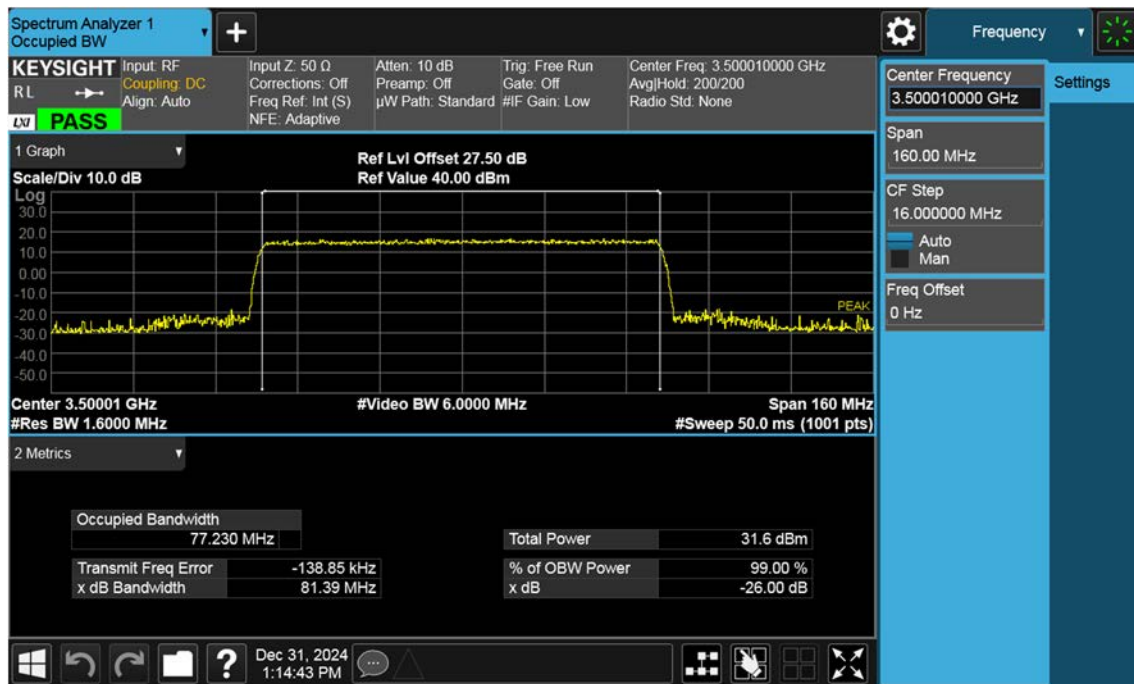 Spectrum Analyzer 1
Occupied BW
+
Frequency
KEYSIGHT
RL
LXI PASS
Input: RF
Coupling: DC
Align: Auto
Input Z: 50 Ω
Corrections: Off
Freq Ref: Int (S)
NFE: Adaptive
Atten: 10 dB
Preamp: Off
µW Path: Standard
Trig: Free Run
Gate: Off
#IF Gain: Low
Center Freq: 3.500010000 GHz
Avg|Hold: 200/200
Radio Std: None
Center Frequency
3.500010000 GHz
Settings
Span
160.00 MHz
CF Step
16.000000 MHz
Auto
Man
Freq Offset
0 Hz
1 Graph
Scale/Div 10.0 dB
Ref Lvl Offset 27.50 dB
Ref Value 40.00 dBm
Log
30.0
20.0
10.0
0.00
-10.0
-20.0
-30.0
-40.0
-50.0
PEAK
Center 3.50001 GHz
#Res BW 1.6000 MHz
#Video BW 6.0000 MHz
Span 160 MHz
#Sweep 50.0 ms (1001 pts)
2 Metrics
Occupied Bandwidth
77.230 MHz
Transmit Freq Error -138.85 kHz
x dB Bandwidth 81.39 MHz
Total Power 31.6 dBm
% of OBW Power 99.00 %
x dB -26.00 dB
?
Dec 31, 2024
1:14:43 PM